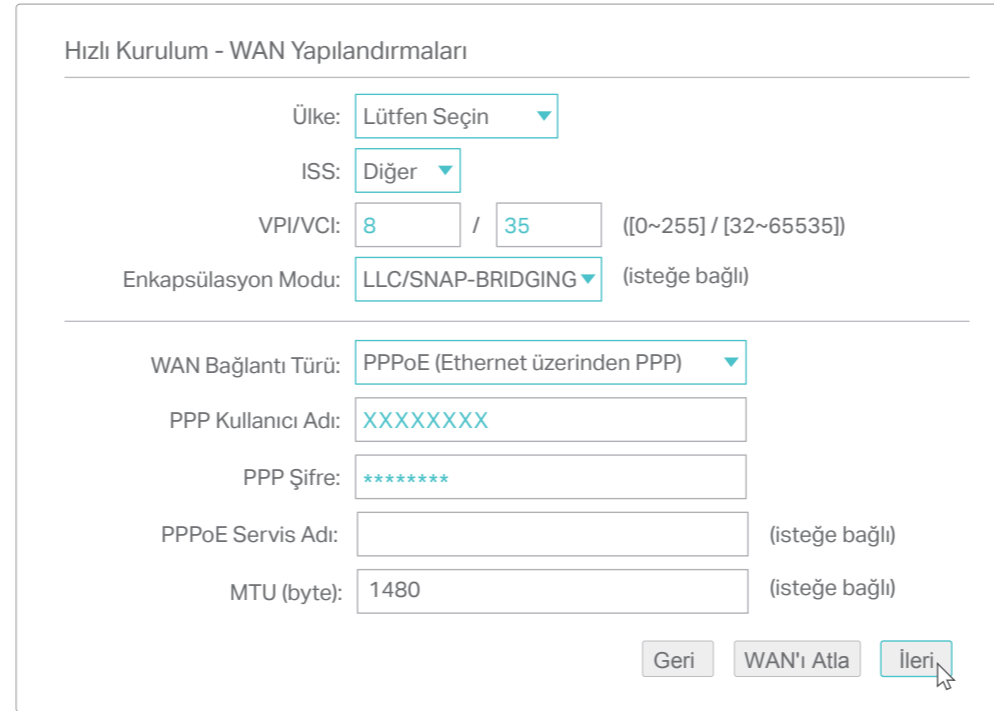 Hızlı Kurulum - WAN Yapılandırmaları
Ülke: Lütfen Seçin
ISS: Diğer
VPI/VCI: 8 / 35 ([0~255] / [32~65535])
Enkapsülasyon Modu: LLC/SNAP-BRIDGING (isteğe bağlı)
WAN Bağlantı Türü: PPPoE (Ethernet üzerinden PPP)
PPP Kullanıcı Adı: XXXXXXXX
PPP Şifre: ********
PPPoE Servis Adı: (isteğe bağlı)
MTU (byte): 1480 (isteğe bağlı)
Geri WAN'ı Atla İleri